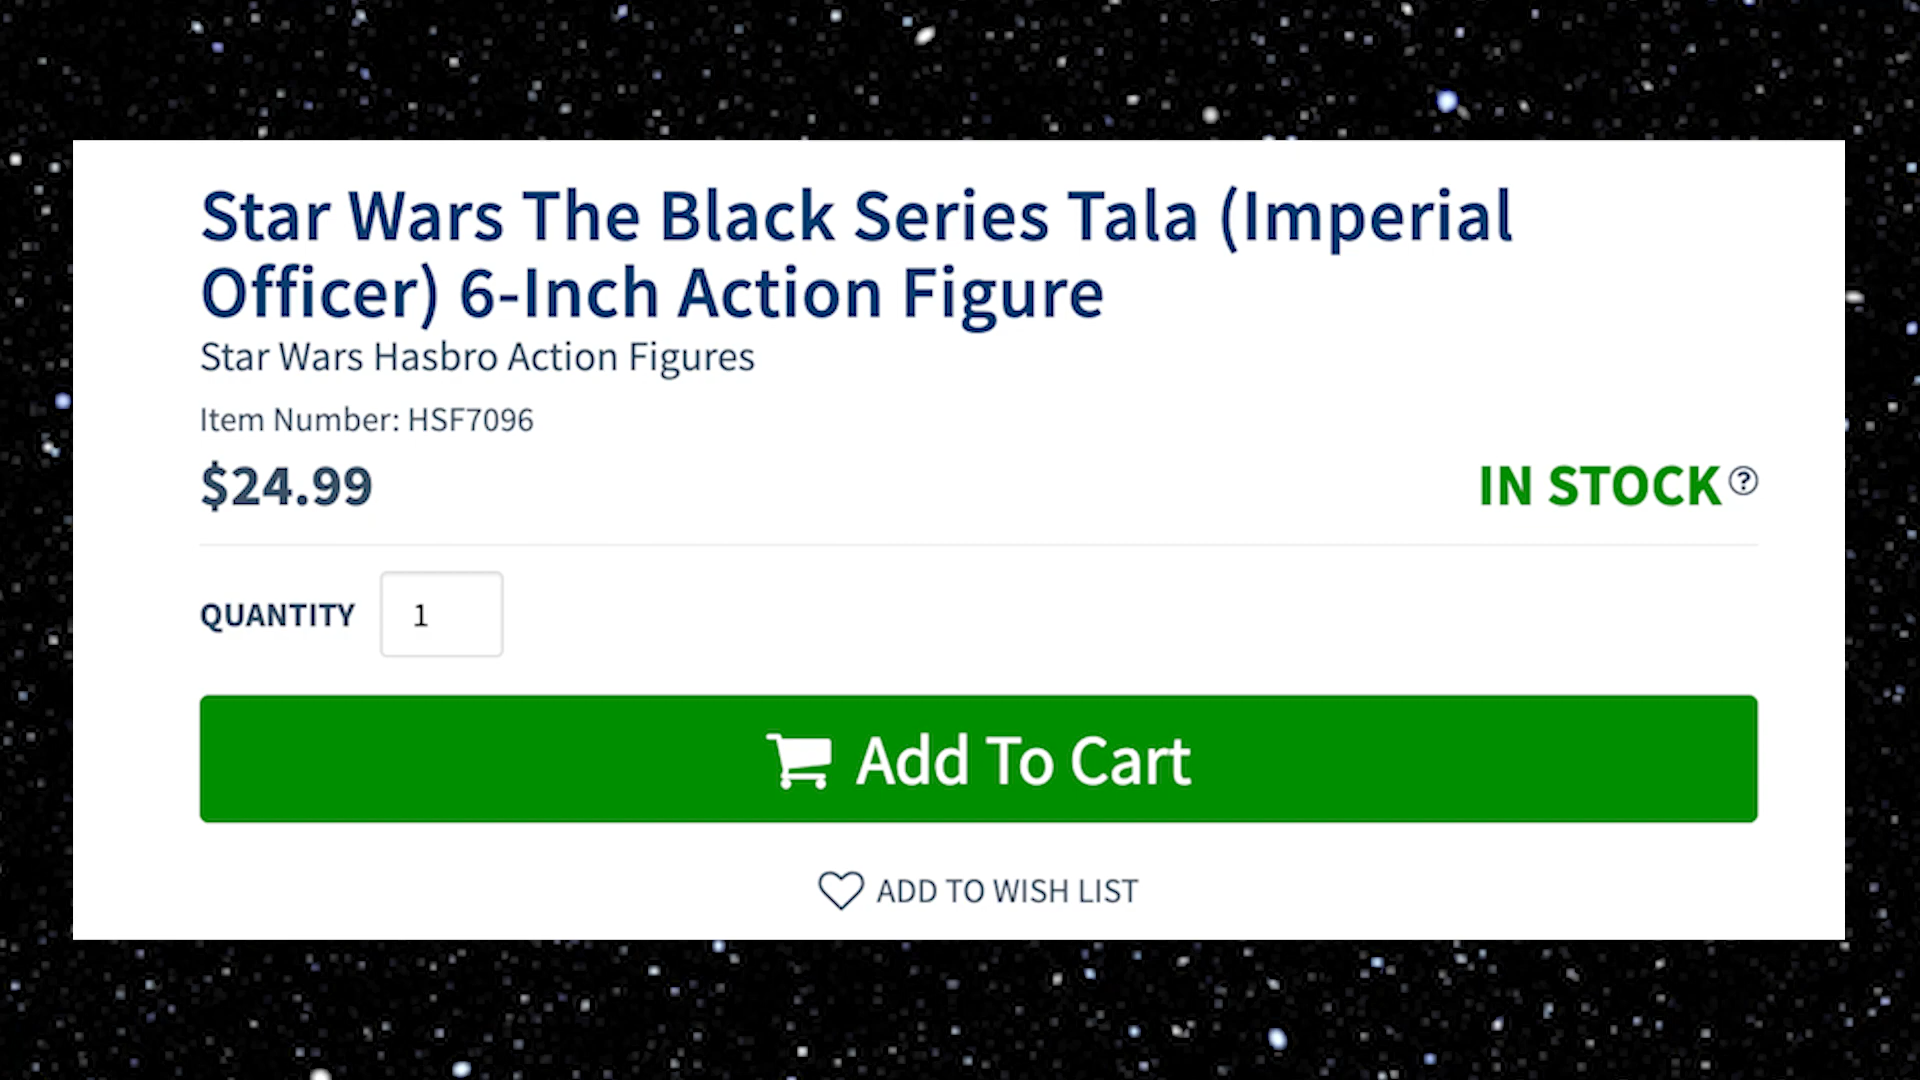 Star Wars The Black Series Tala (Imperial
Officer) 6-Inch Action Figure
Star Wars Hasbro Action Figures
Item Number: HSF7096
$24.99
IN STOCK ?
QUANTITY 1
Add To Cart
ADD TO WISH LIST